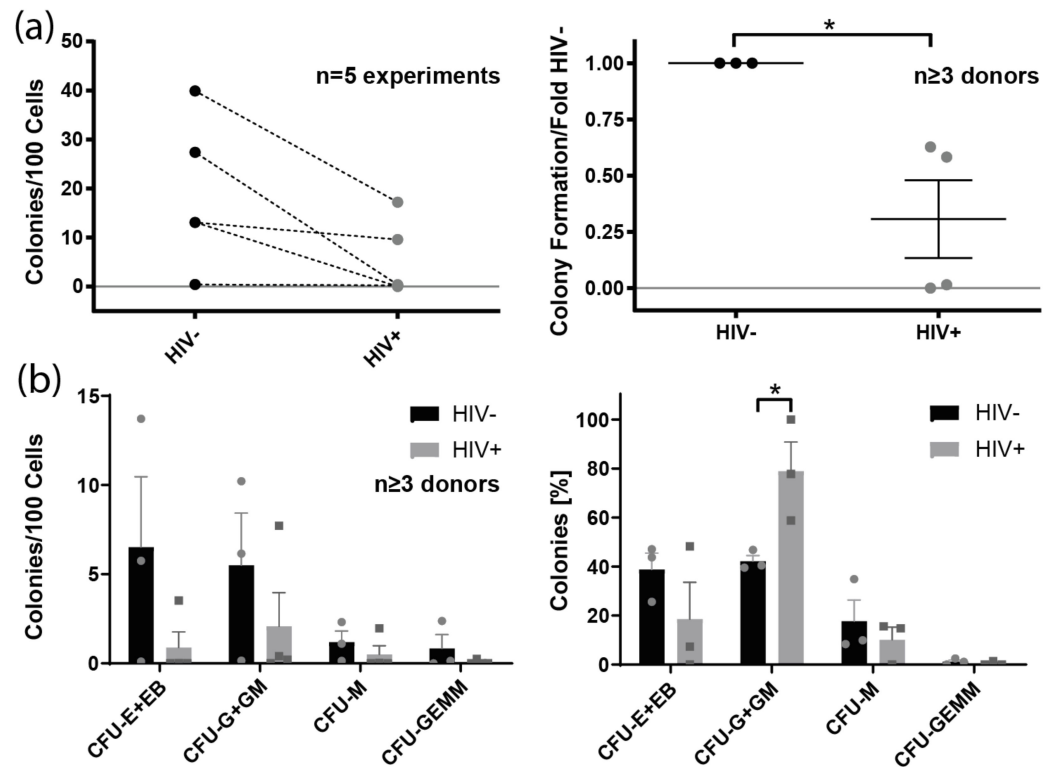 (a)
Colonies/100 Cells
50
40
30
20
10
0
n=5 experiments
HIV-
HIV+
Colony Formation/Fold HIV-
1.00
0.75
0.50
0.25
0.00
*
n≥3 donors
HIV-
HIV+
(b)
Colonies/100 Cells
15
10
5
0
HIV-
HIV+
n≥3 donors
CFU-E+EB
CFU-G+GM
CFU-M
CFU-GEMM
Colonies [%]
100
80
60
40
20
0
*
HIV-
HIV+
CFU-E+EB
CFU-G+GM
CFU-M
CFU-GEMM